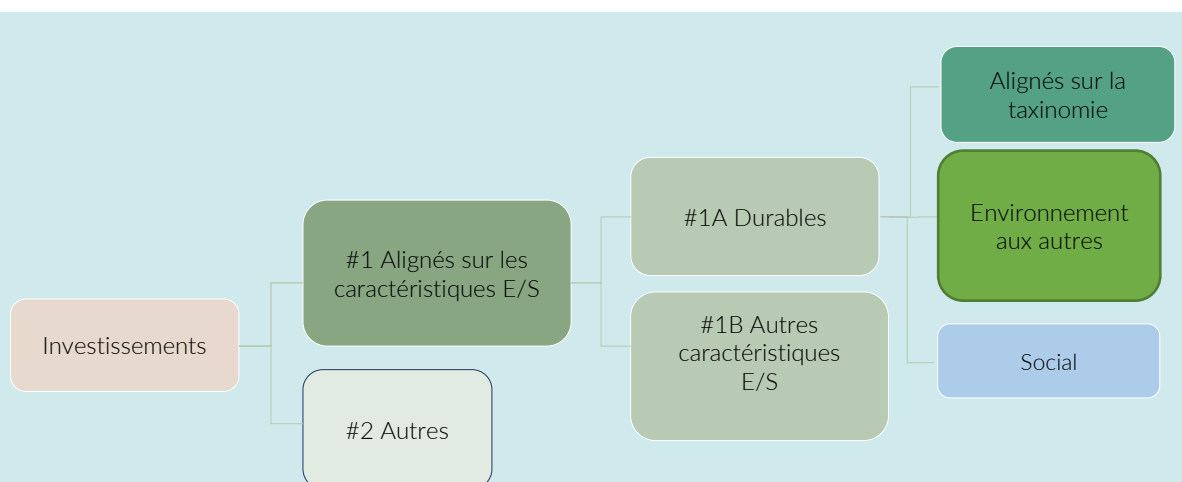 Investissements
#1 Alignés sur les
caractéristiques E/S
#2 Autres
#1A Durables
#1B Autres
caractéristiques
E/S
Alignés sur la
taxinomie
Environnement
aux autres
Social